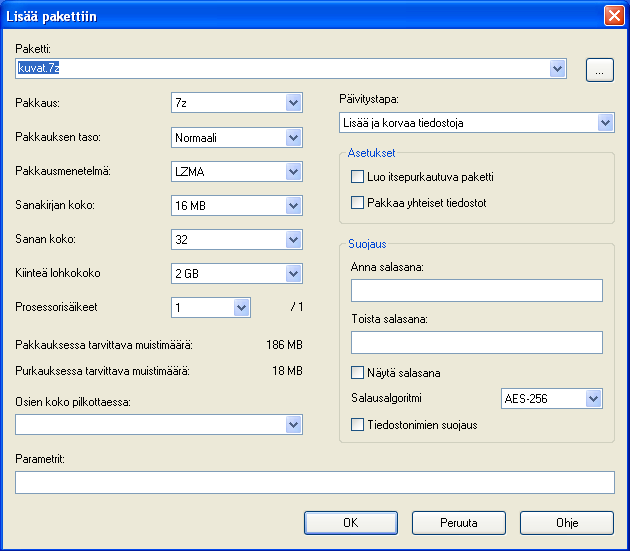 Lisää pakettiin
Paketti:
kuvat.7z
...
Pakkaus: 7z
Pakkauksen taso: Normaali
Pakkausmenetelmä: LZMA
Sanakirjan koko: 16 MB
Sanan koko: 32
Kiinteä lohkokoko 2 GB
Prosessorisäikeet 1 / 1
Pakkauksessa tarvittava muistimäärä: 186 MB
Purkauksessa tarvittava muistimäärä: 18 MB
Osien koko pilkottaessa:
Päivitystapa:
Lisää ja korvaa tiedostoja
Asetukset
Luo itsepurkautuva paketti
Pakkaa yhteiset tiedostot
Suojaus
Anna salasana:
Toista salasana:
Näytä salasana
Salausalgoritmi AES-256
Tiedostonimien suojaus
Parametrit:
OK Peruuta Ohje